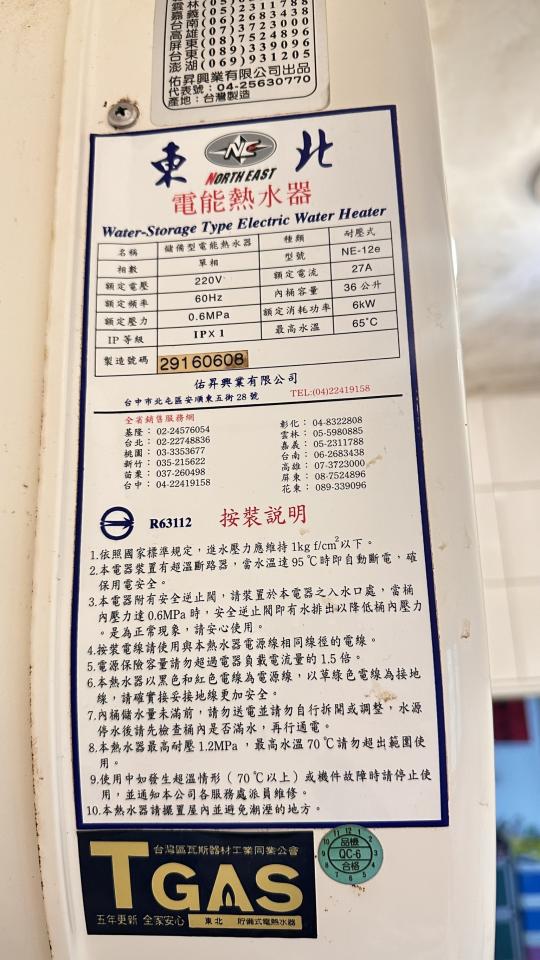 雲林(05)
嘉義(05)2311788
台南(06)2683438
高雄(07)3723000
屏東(08)7524896
台東(089)339096
澎湖(069)931205
佑昇興業有限公司出品
代表號：04-25630770
產地：台灣製造
東 NE 北
NORTH EAST
電能熱水器
Water-Storage Type Electric Water Heater
名稱 儲備型電能熱水器 種類 耐壓式
相數 單相 型號 NE-12e
額定電壓 220V 額定電流 27A
額定頻率 60Hz 內桶容量 36公升
額定壓力 0.6MPa 額定消耗功率 6kW
IP等級 IPX1 最高水溫 65℃
製造號碼 29160608
佑昇興業有限公司
台中市北屯區安順東五街28號 TEL:(04)22419158
全省銷售服務網
基隆：02-24576054 彰化：04-8322808
台北：02-22748836 雲林：05-5980885
桃園：03-3353677 嘉義：05-2311788
新竹：035-215622 台南：06-2683438
苗栗：037-260498 高雄：07-3723000
台中：04-22419158 屏東：08-7524896
花東：089-339096
R63112 按裝說明
1.依照國家標準規定，進水壓力應維持1kg f/cm²以下。
2.本電器裝置有超溫斷路器，當水溫達95℃時即自動斷電，確
保用電安全。
3.本電器附有安全逆止閥，請裝置於本電器之入水口處，當桶
內壓力達0.6MPa時，安全逆止閥即有水排出以降低桶內壓力
。是為正常現象，請安心使用。
4.按裝電線請使用與本熱水器電源線相同線徑的電線。
5.電源保險容量請勿超過電器負載電流量的1.5倍。
6.本熱水器以黑色和紅色電線為電源線，以草綠色電線為接地
線，請確實接妥接地線更加安全。
7.內桶儲水量未滿前，請勿送電並請勿自行拆開或調整，水源
停水後請先檢查桶內是否滿水，再行通電。
8.本熱水器最高耐壓1.2MPa，最高水溫70℃請勿超出範圍使
用。
9.使用中如發生超溫情形（70℃以上）或機件故障時請停止使
用，並通知本公司各服務處派員維修。
10.本熱水器請擺置屋內並避免潮溼的地方。
台灣區瓦斯器材工業同業公會
TGAS
五年更新 全家安心 東北 貯備式電熱水器
品檢
QC-6
合格